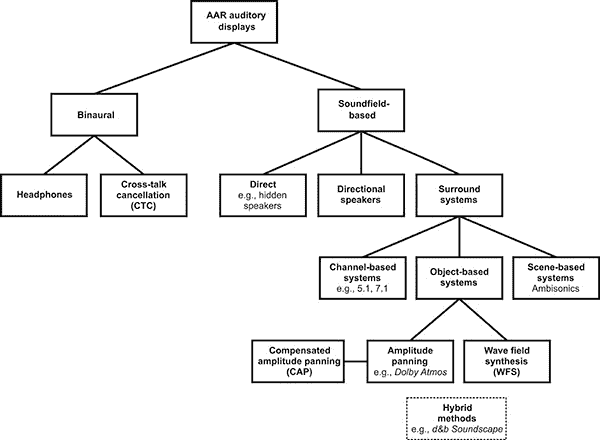 AAR auditory
displays
Binaural
Soundfield-
based
Headphones
Cross-talk
cancellation
(CTC)
Direct
e.g., hidden
speakers
Directional
speakers
Surround
systems
Channel-based
systems
e.g., 5.1, 7.1
Object-based
systems
Scene-based
systems
Ambisonics
Compensated
amplitude panning
(CAP)
Amplitude
panning
e.g., Dolby Atmos
Wave field
synthesis
(WFS)
Hybrid
methods
e.g., d&b Soundscape